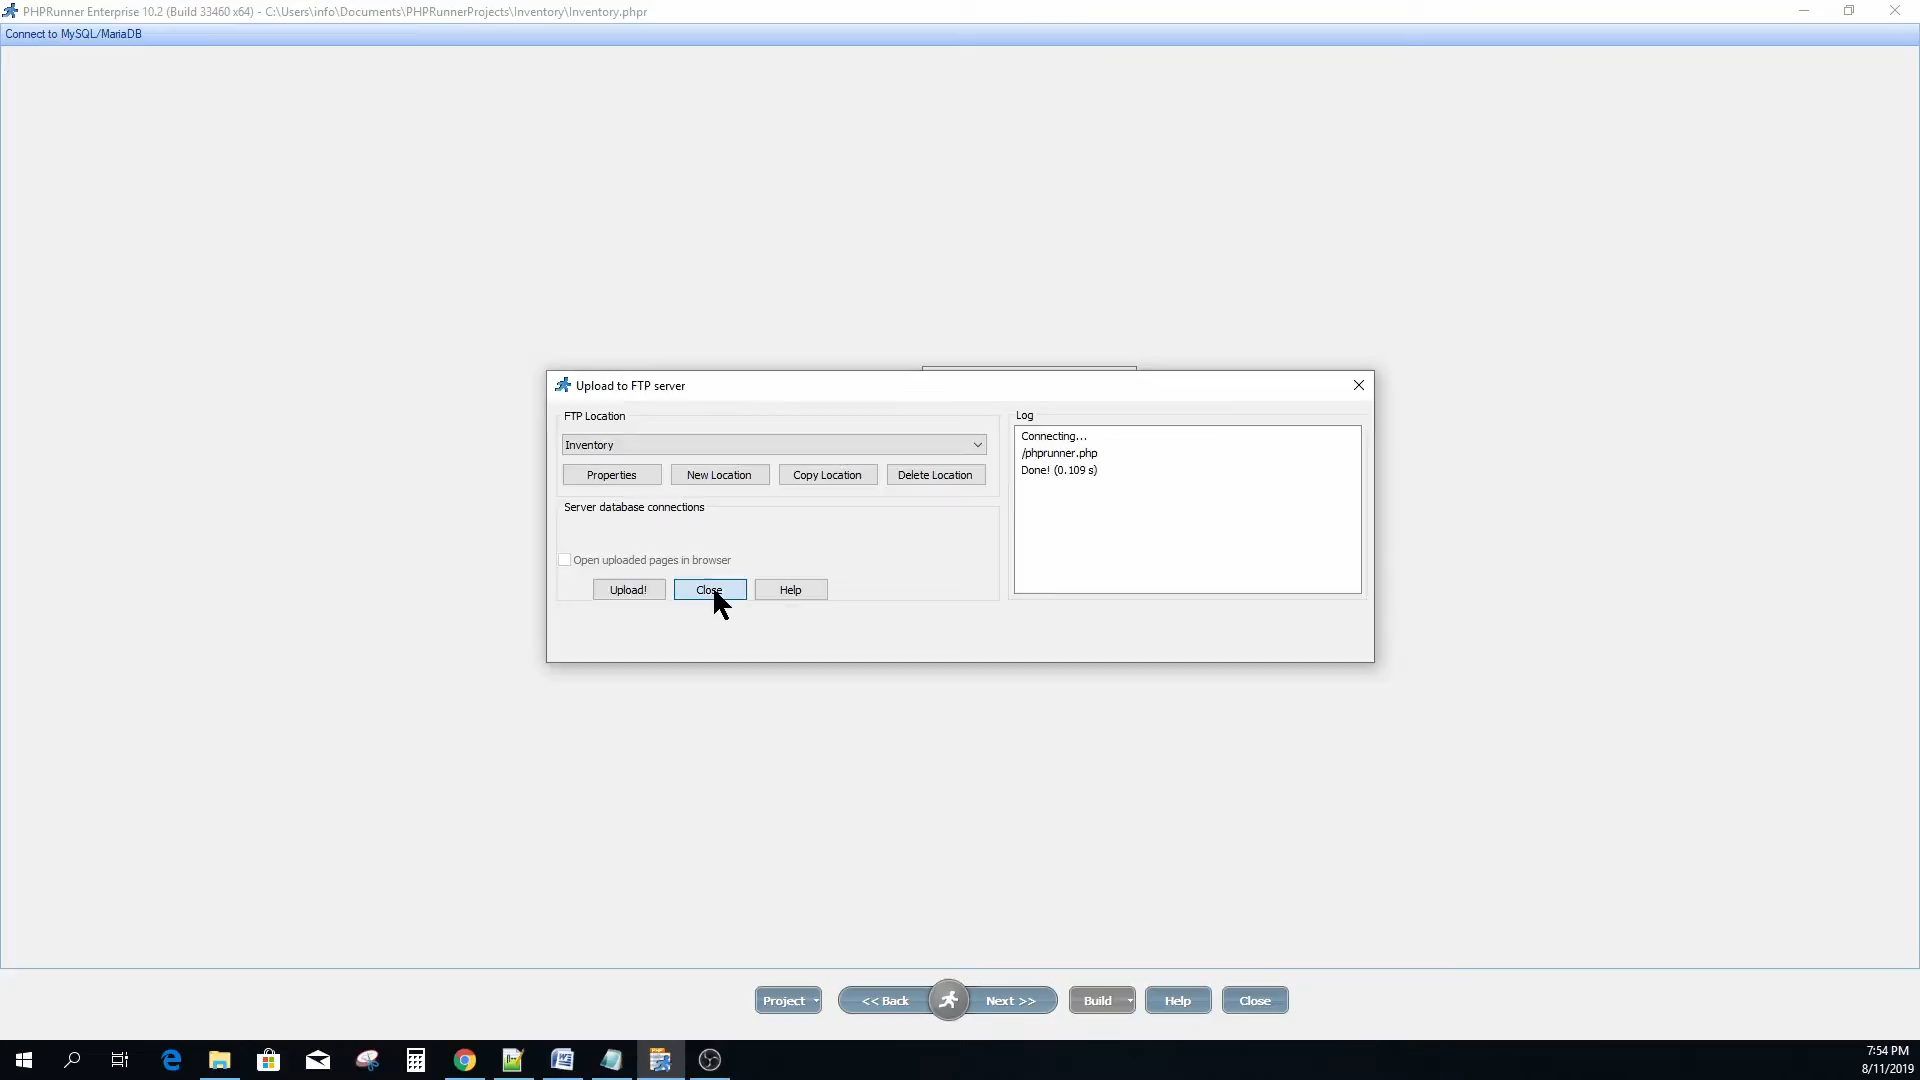 PHPRunner Enterprise 10.2 (Build 33460 x64) - C:\Users\info\Documents\PHPRunnerProjects\Inventory\Inventory.phpr
Connect to MySQL/MariaDB
Upload to FTP server
FTP Location
Inventory
Properties
New Location
Copy Location
Delete Location
Server database connections
Open uploaded pages in browser
Upload!
Close
Help
Log
Connecting...
/phprunner.php
Done! (0.109 s)
Project
<< Back
Next >>
Build
Help
Close
7:54 PM
8/11/2019